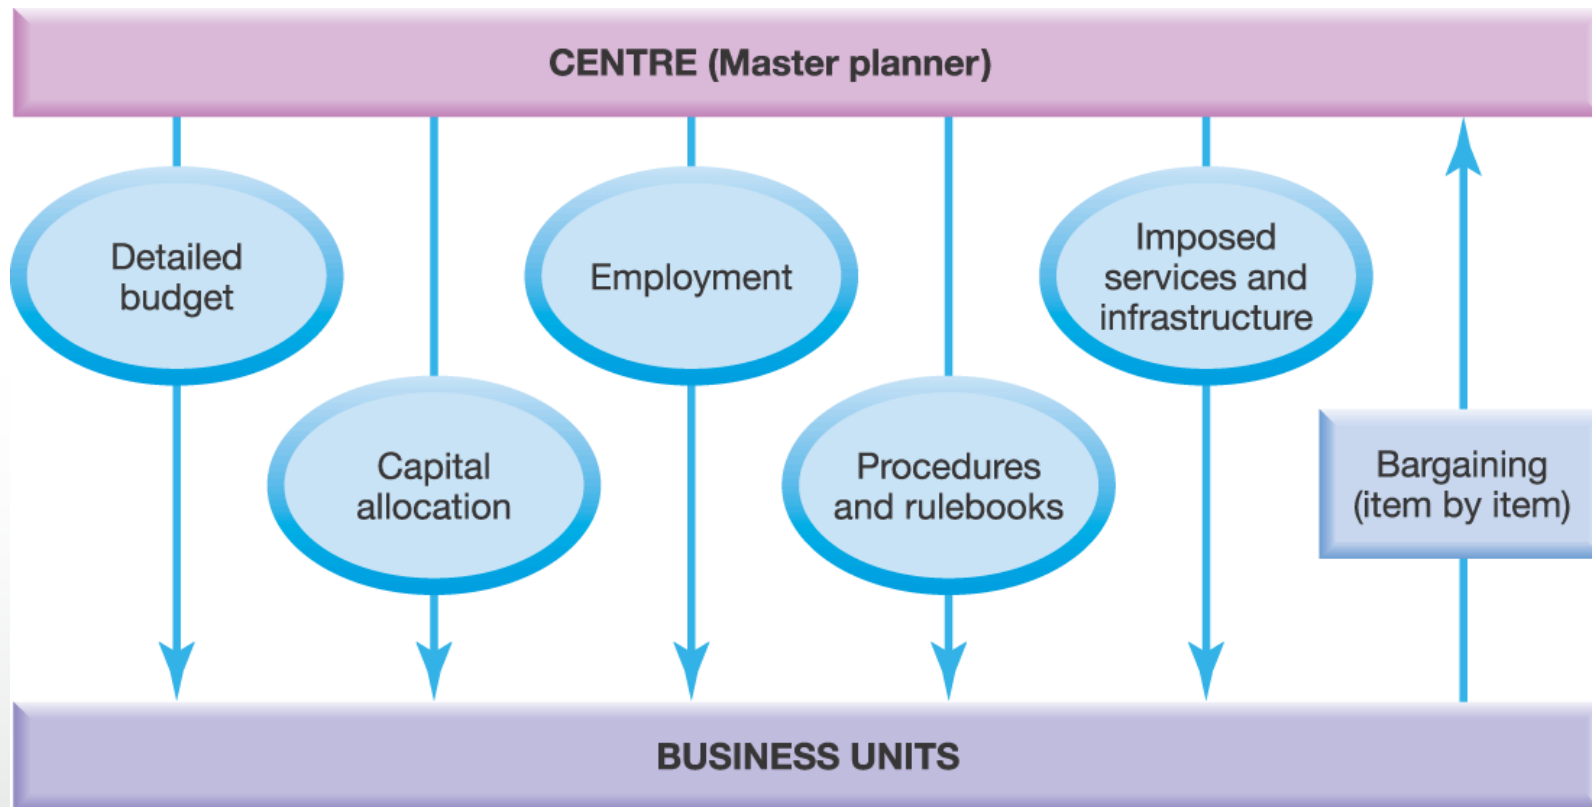 CENTRE (Master planner)
Detailed
budget
Capital
allocation
Employment
Procedures
and rulebooks
Imposed
services and
infrastructure
Bargaining
(item by item)
BUSINESS UNITS